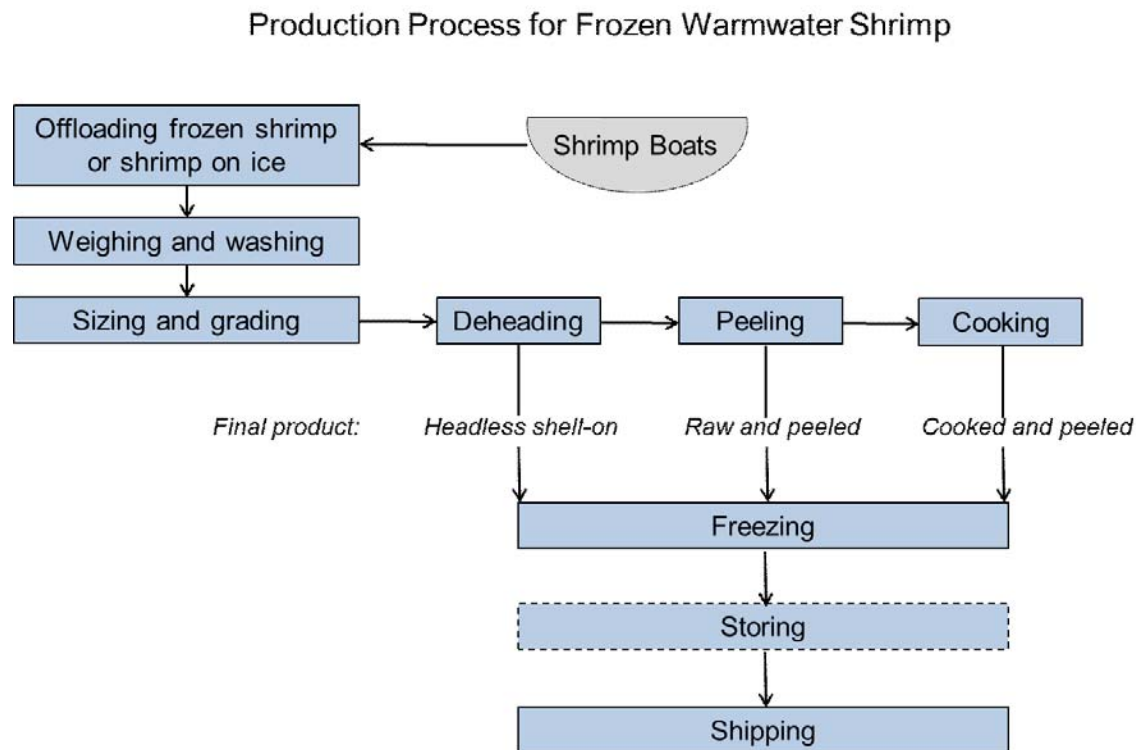 Production Process for Frozen Warmwater Shrimp
Offloading frozen shrimp
or shrimp on ice
Shrimp Boats
Weighing and washing
Sizing and grading
Deheading
Peeling
Cooking
Final product:
Headless shell-on
Raw and peeled
Cooked and peeled
Freezing
Storing
Shipping